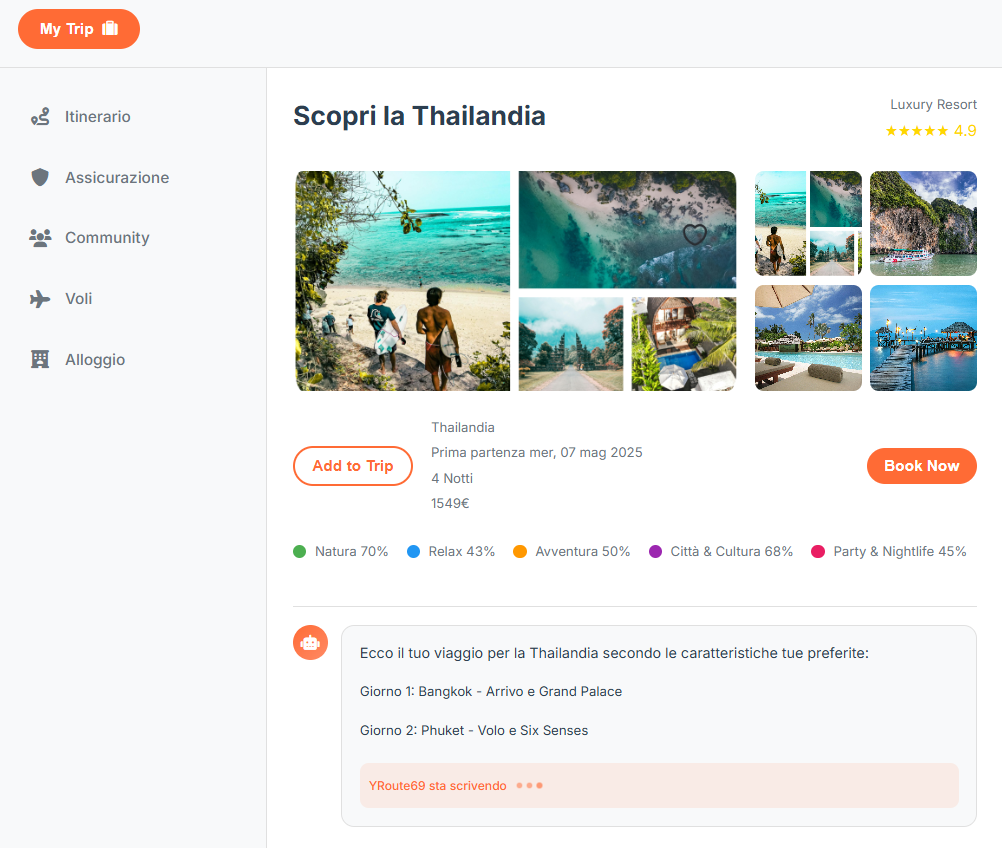 My Trip
Itinerario
Assicurazione
Community
Voli
Alloggio
Scopri la Thailandia
Luxury Resort
★★★★★ 4.9
Thailandia
Prima partenza mer, 07 mag 2025
4 Notti
1549€
Add to Trip
Book Now
Natura 70% Relax 43% Avventura 50% Città & Cultura 68% Party & Nightlife 45%
Ecco il tuo viaggio per la Thailandia secondo le caratteristiche tue preferite:
Giorno 1: Bangkok - Arrivo e Grand Palace
Giorno 2: Phuket - Volo e Six Senses
YRoute69 sta scrivendo